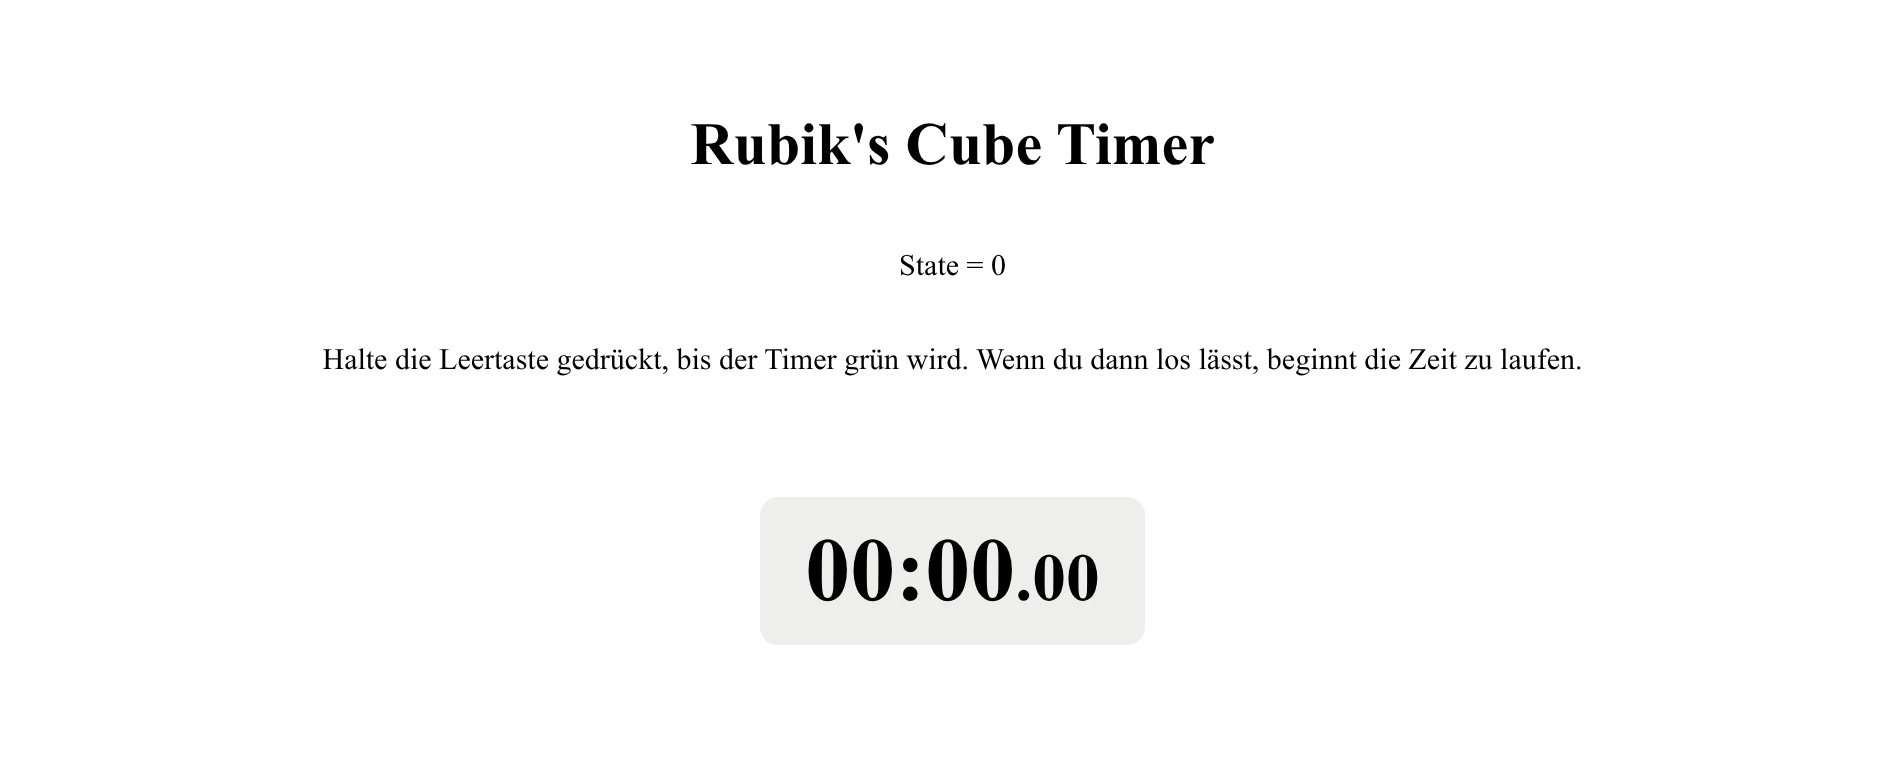 Rubik's Cube Timer
State = 0
Halte die Leertaste gedrückt, bis der Timer grün wird. Wenn du dann los lässt, beginnt die Zeit zu laufen.
00:00.00